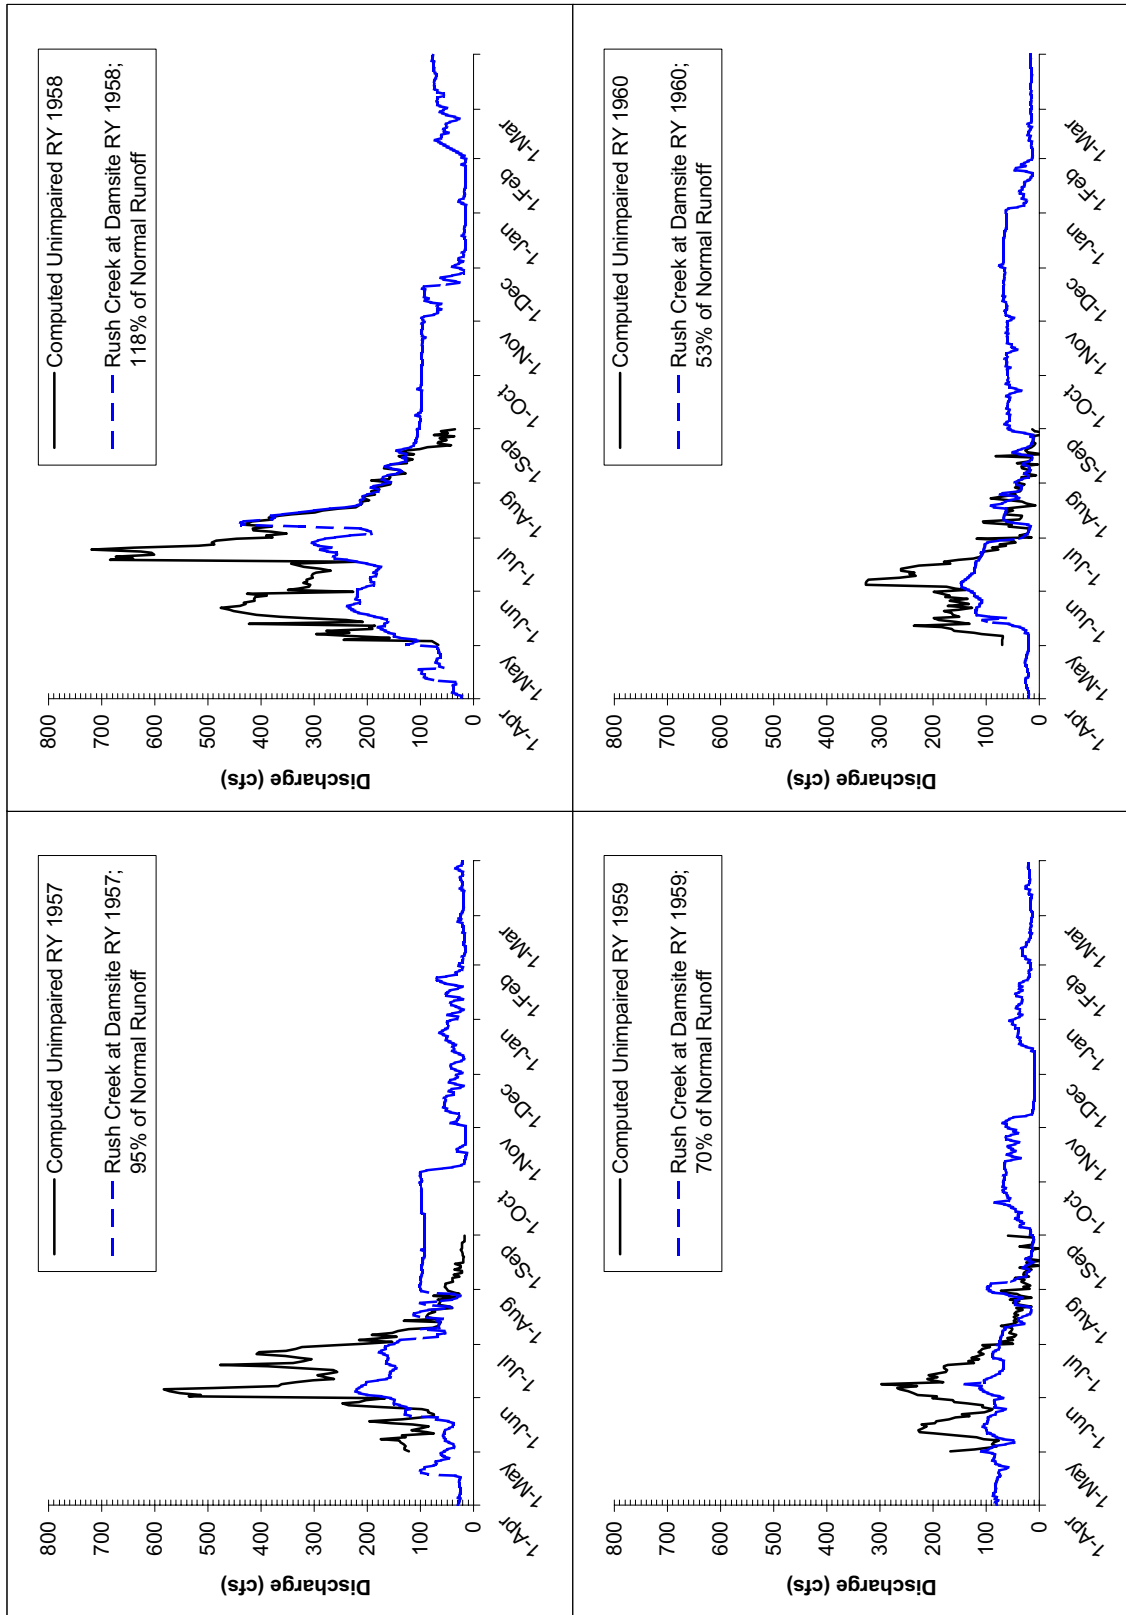 Computed Unimpaired RY 1957
Rush Creek at Damsite RY 1957;
95% of Normal Runoff
Discharge (cfs)
800
700
600
500
400
300
200
100
0
1-Apr 1-May 1-Jun 1-Jul 1-Aug 1-Sep 1-Oct 1-Nov 1-Dec 1-Jan 1-Feb 1-Mar
Computed Unimpaired RY 1958
Rush Creek at Damsite RY 1958;
118% of Normal Runoff
Discharge (cfs)
800
700
600
500
400
300
200
100
0
1-Apr 1-May 1-Jun 1-Jul 1-Aug 1-Sep 1-Oct 1-Nov 1-Dec 1-Jan 1-Feb 1-Mar
Computed Unimpaired RY 1959
Rush Creek at Damsite RY 1959;
70% of Normal Runoff
Discharge (cfs)
800
700
600
500
400
300
200
100
0
1-Apr 1-May 1-Jun 1-Jul 1-Aug 1-Sep 1-Oct 1-Nov 1-Dec 1-Jan 1-Feb 1-Mar
Computed Unimpaired RY 1960
Rush Creek at Damsite RY 1960;
53% of Normal Runoff
Discharge (cfs)
800
700
600
500
400
300
200
100
0
1-Apr 1-May 1-Jun 1-Jul 1-Aug 1-Sep 1-Oct 1-Nov 1-Dec 1-Jan 1-Feb 1-Mar